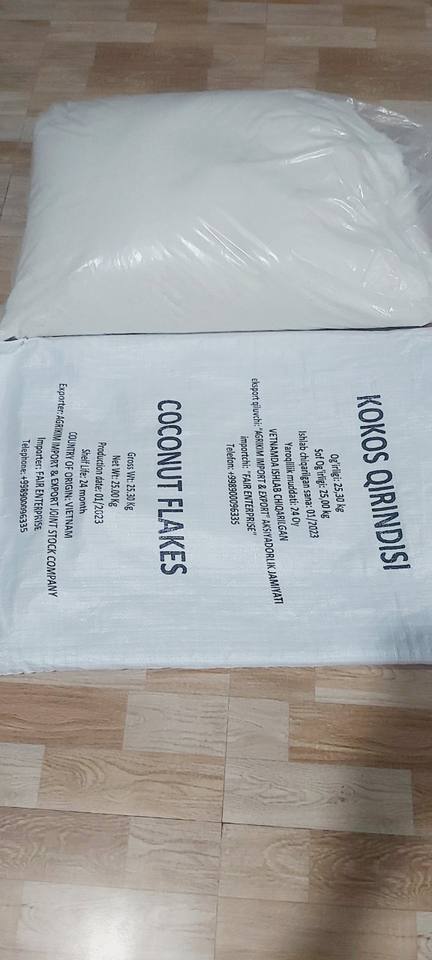 KOKOS QIRINDISI
Og'irligi: 25.30 kg
Sof Og'irligi: 25,00 kg
Ishlab chiqarilgan sana: 01/2023
Yaroqlilik muddati: 24 Oy
VETNAMDA ISHLAB CHIQARILGAN
eksport qiluvchi: "AGRIKIM IMPORT & EXPORT" AKSIYADORLIK JAMIYATI
importchi: "FAIR ENTERPRISE"
Telefon: +998900096335
COCONUT FLAKES
Gross Wt: 25.30 kg
Net Wt: 25.00 Kg
Production date: 01/2023
Shelf Life: 24 month
COUNTRY OF ORIGIN: VIETNAM
Exporter: AGRIKIM IMPORT & EXPORT JOINT STOCK COMPANY
Importer: FAIR ENTERPRISE
Telephone: +998900096335